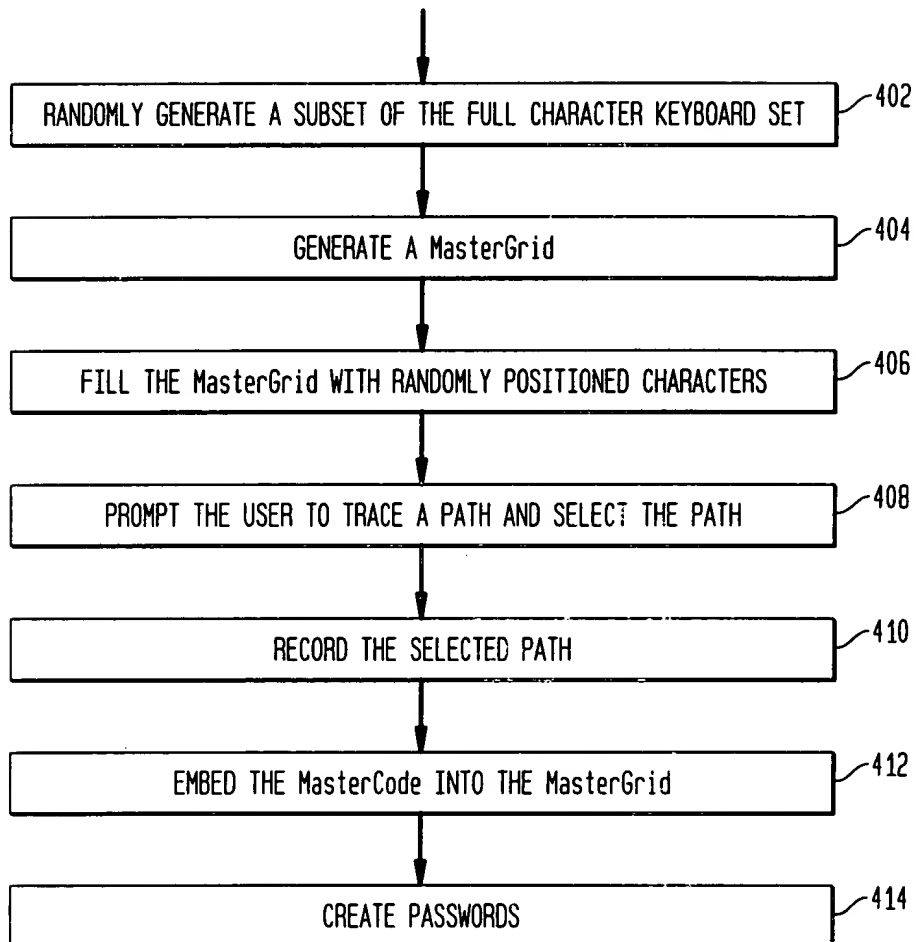 RANDOMLY GENERATE A SUBSET OF THE FULL CHARACTER KEYBOARD SET
402
GENERATE A MasterGrid
404
FILL THE MasterGrid WITH RANDOMLY POSITIONED CHARACTERS
406
PROMPT THE USER TO TRACE A PATH AND SELECT THE PATH
408
RECORD THE SELECTED PATH
410
EMBED THE MasterCode INTO THE MasterGrid
412
CREATE PASSWORDS
414